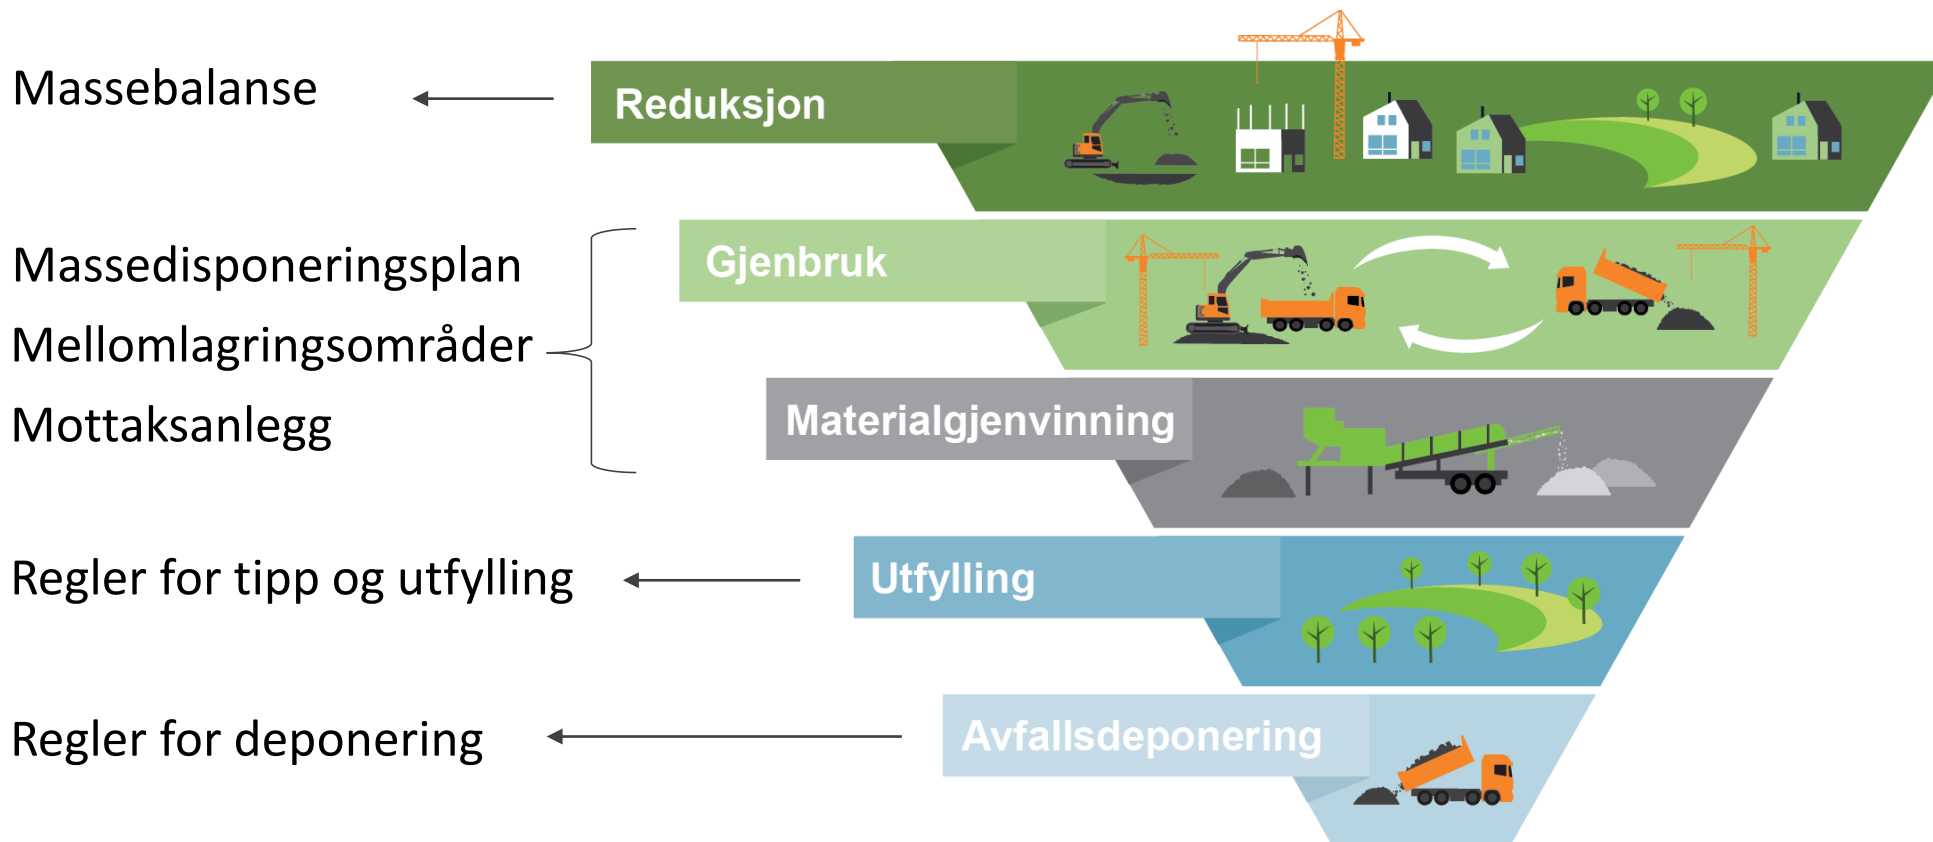 Massebalanse
Reduksjon
Massedisponeringsplan
Gjenbruk
Mellomlagringsområder
Mottaksanlegg
Materialgjenvinning
Regler for tipp og utfylling
Utfylling
Regler for deponering
Avfallsdeponering